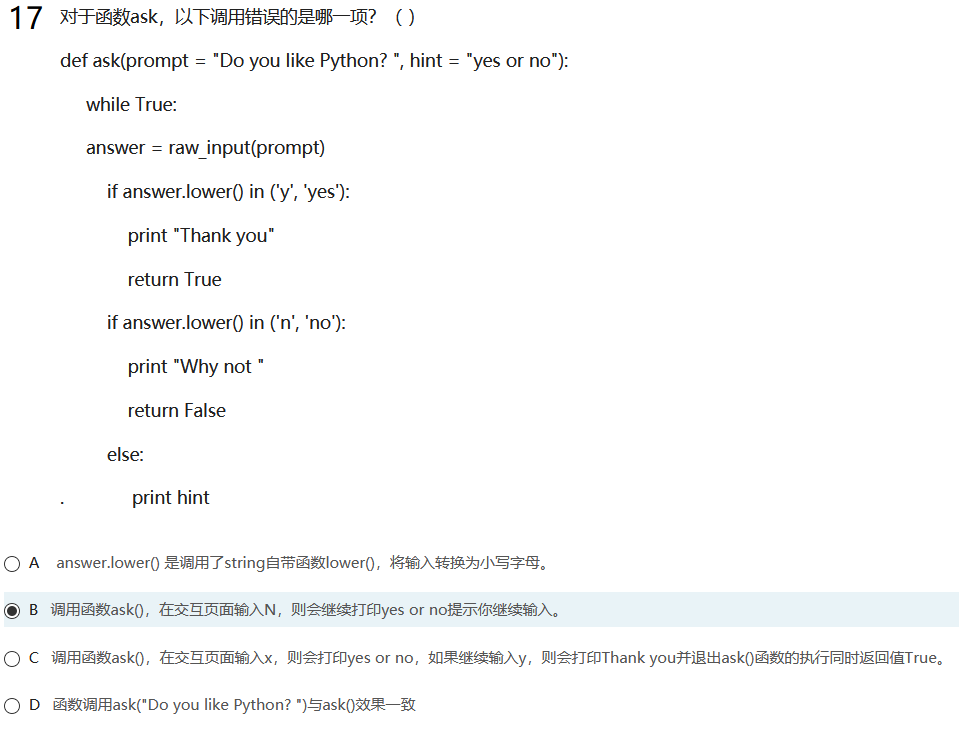 17 对于函数ask，以下调用错误的是哪一项？（ ）
def ask(prompt = "Do you like Python? ", hint = "yes or no"):
while True:
answer = raw_input(prompt)
if answer.lower() in ('y', 'yes'):
print "Thank you"
return True
if answer.lower() in ('n', 'no'):
print "Why not "
return False
else:
. print hint
A answer.lower() 是调用了string自带函数lower()，将输入转换为小写字母。
B 调用函数ask()，在交互页面输入N，则会继续打印yes or no提示你继续输入。
C 调用函数ask()，在交互页面输入x，则会打印yes or no，如果继续输入y，则会打印Thank you并退出ask()函数的执行同时返回值True。
D 函数调用ask("Do you like Python? ")与ask()效果一致